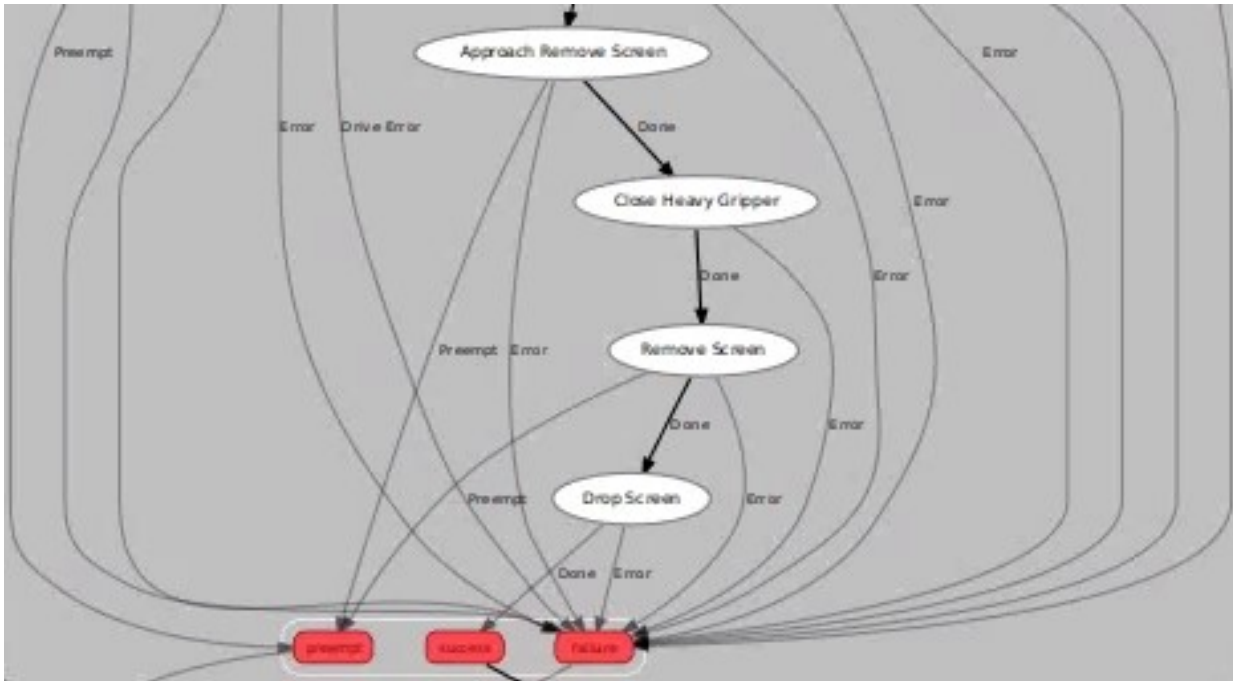 Preempt
Approach Remove Screen
Error
Error
Drive Error
Done
Close Heavy Gripper
Error
Done
Error
Preempt
Error
Remove Screen
Done
Error
Preempt
Drop Screen
Error
Done
Error
preempt
success
failure